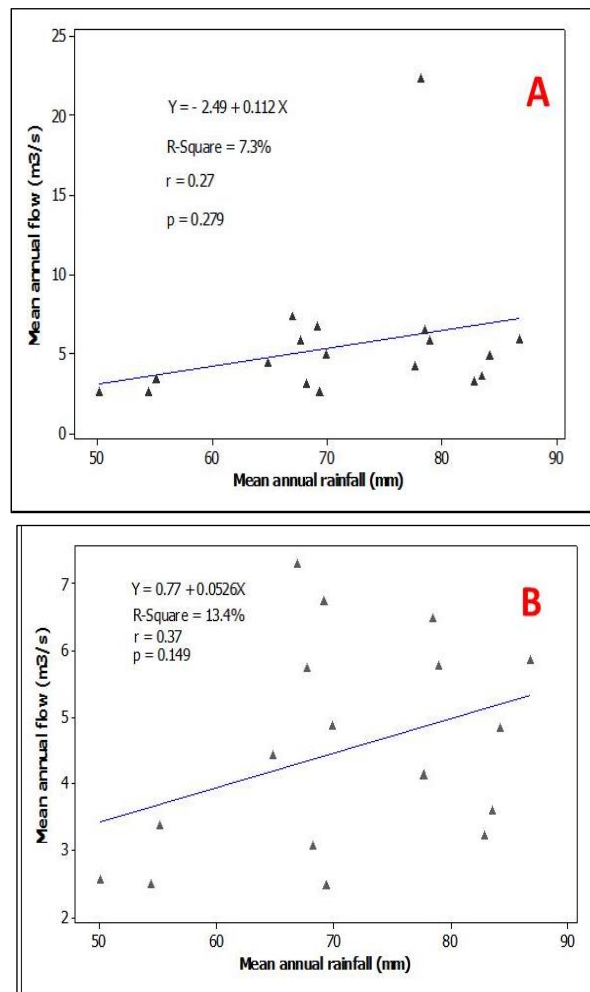 25
A
Y = - 2.49 + 0.112 X
20
R-Square = 7.3%
r = 0.27
15
p = 0.279
10
5
0
Mean annual flow (m3/s)
50 60 70 80 90
Mean annual rainfall (mm)
7
Y = 0.77 + 0.0526X
B
R-Square = 13.4%
r = 0.37
p = 0.149
6
5
4
3
2
Mean annual flow (m3/s)
50 60 70 80 90
Mean annual rainfall (mm)